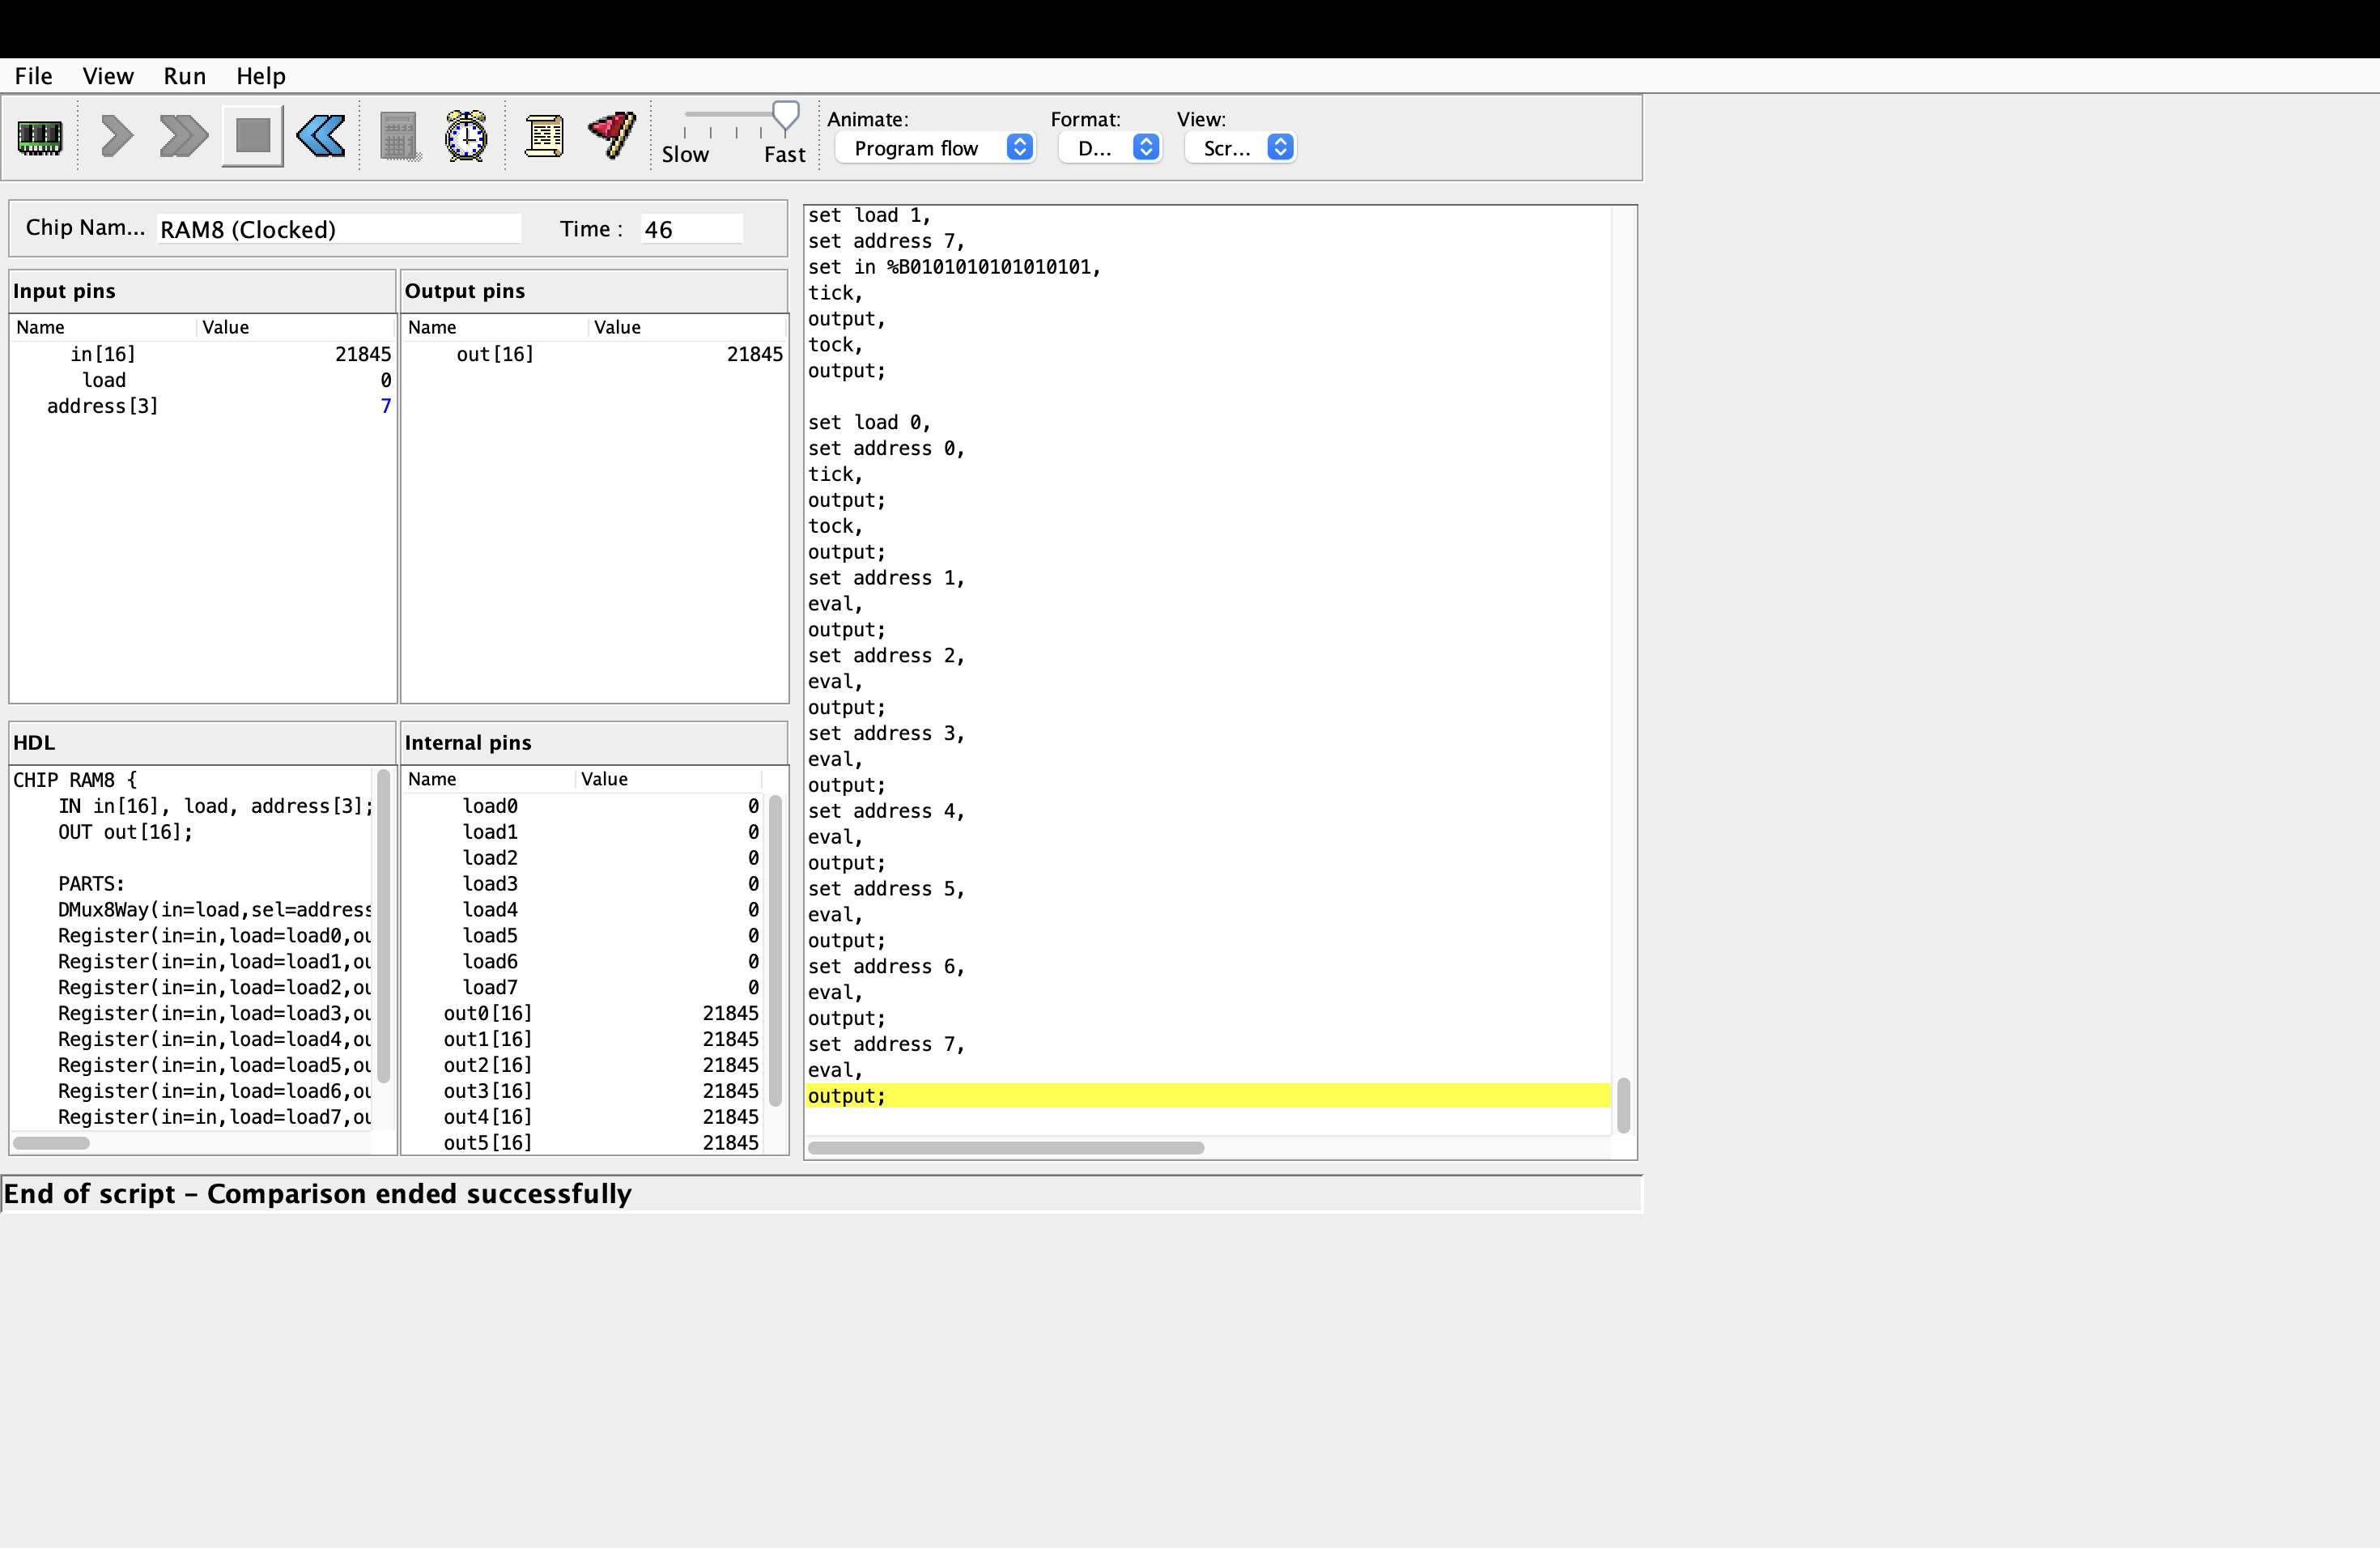 File View Run Help
Slow Fast
Animate: Format: View:
Program flow D... Scr...
Chip Nam... RAM8 (Clocked) Time : 46
Input pins
Name Value
in[16] 21845
load 0
address[3] 7
Output pins
Name Value
out[16] 21845
HDL
CHIP RAM8 {
IN in[16], load, address[3];
OUT out[16];
PARTS:
DMux8Way(in=load,sel=address
Register(in=in,load=load0,ou
Register(in=in,load=load1,ou
Register(in=in,load=load2,ou
Register(in=in,load=load3,ou
Register(in=in,load=load4,ou
Register(in=in,load=load5,ou
Register(in=in,load=load6,ou
Register(in=in,load=load7,ou
Internal pins
Name Value
load0 0
load1 0
load2 0
load3 0
load4 0
load5 0
load6 0
load7 0
out0[16] 21845
out1[16] 21845
out2[16] 21845
out3[16] 21845
out4[16] 21845
out5[16] 21845
set load 1,
set address 7,
set in %B0101010101010101,
tick,
output,
tock,
output;
set load 0,
set address 0,
tick,
output;
tock,
output;
set address 1,
eval,
output;
set address 2,
eval,
output;
set address 3,
eval,
output;
set address 4,
eval,
output;
set address 5,
eval,
output;
set address 6,
eval,
output;
set address 7,
eval,
output;
End of script – Comparison ended successfully